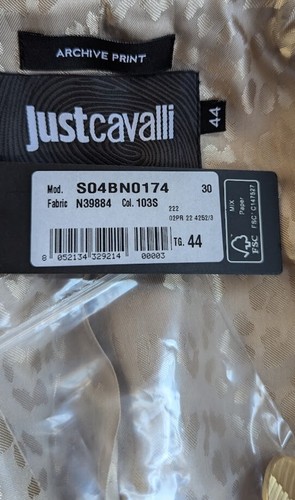 ARCHIVE PRINT
justcavalli
44
Mod. S04BN0174 30
Fabric N39884 Col. 103S
222
02PR 22 4252/3
TG. 44
8 052134 329214 00003
MIX
Paper
FSC C147527
FSC